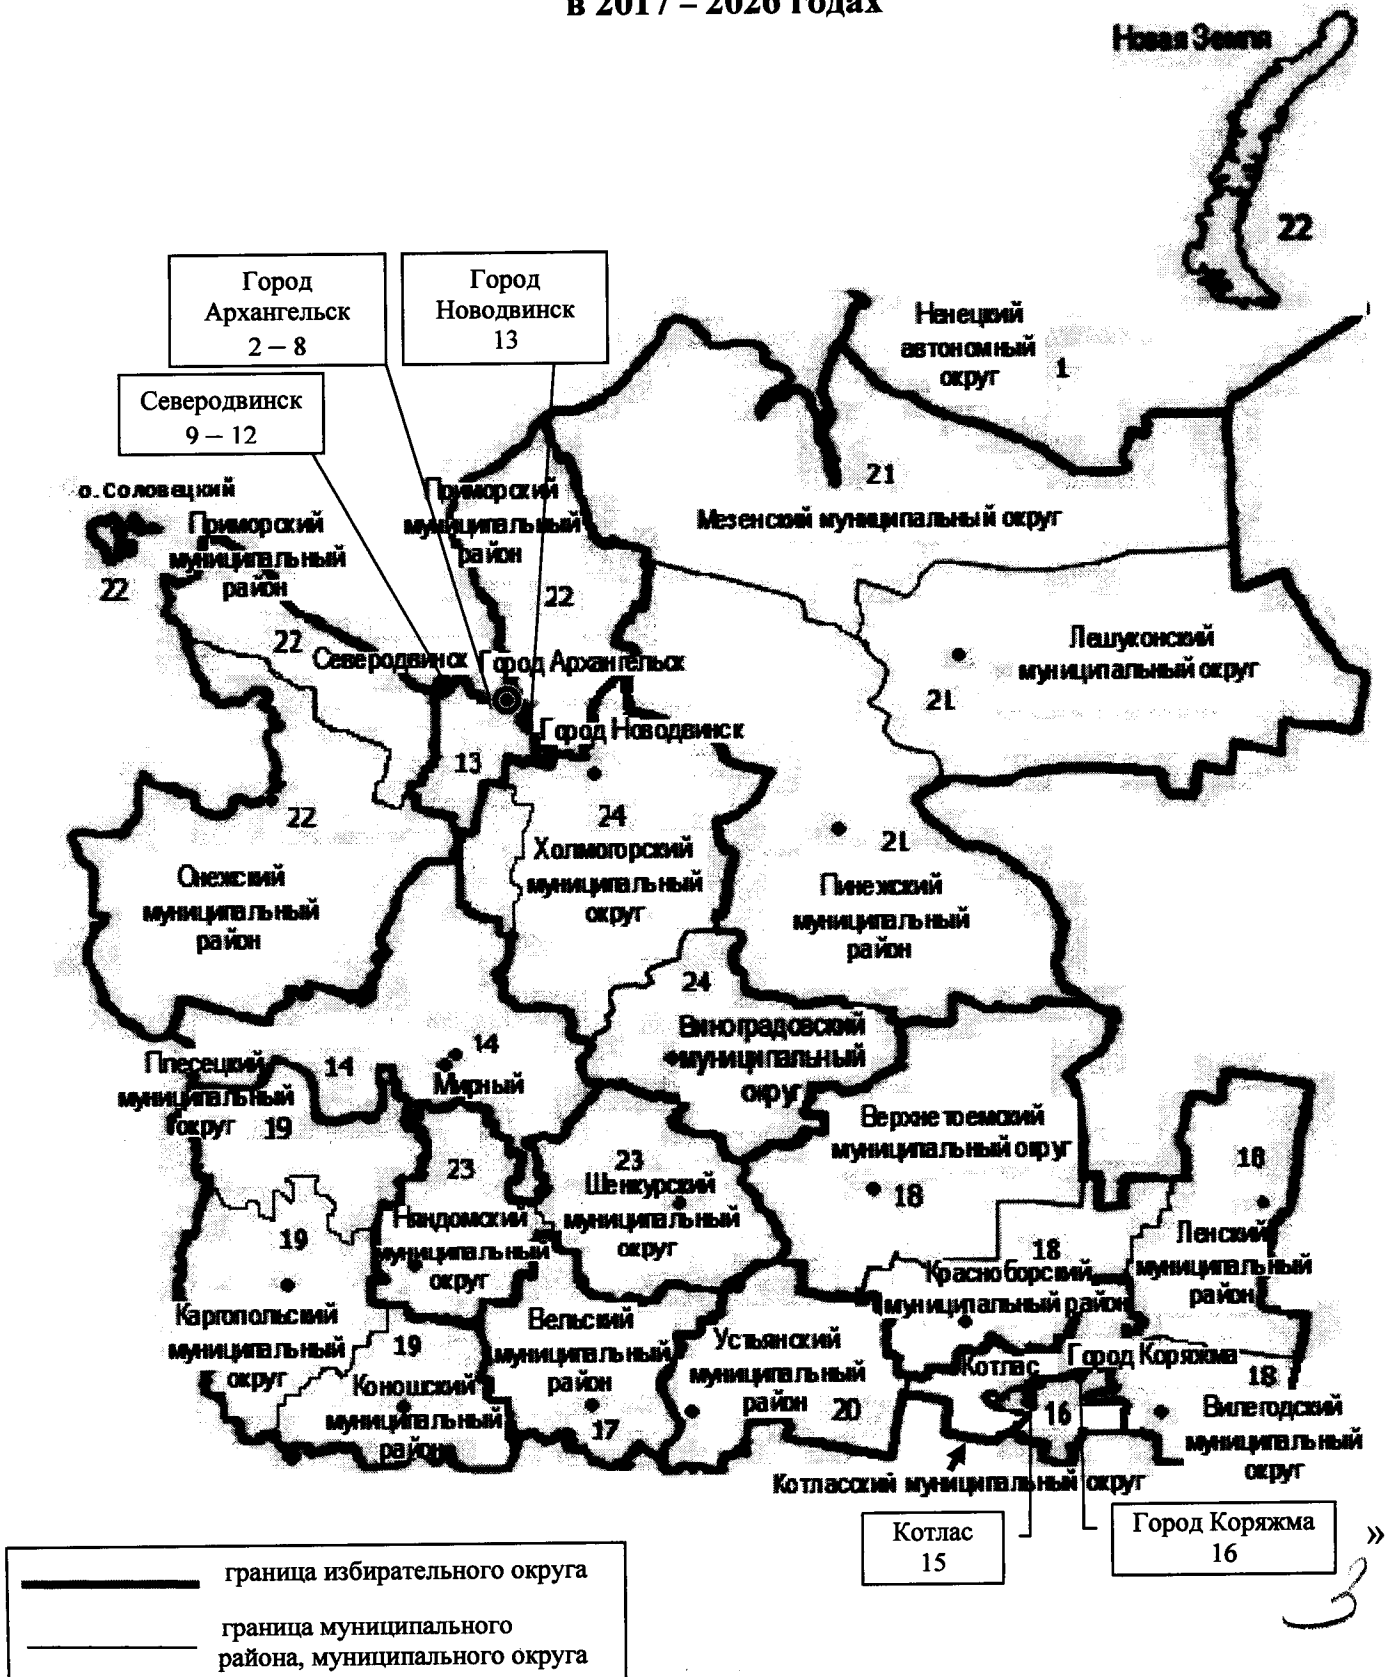 в 2017 – 2026 годах
Новая Земля
22
Город
Архангельск
2 – 8
Город
Новодвинск
13
Северодвинск
9 – 12
Ненецкий
автономный
округ
1
о.Соловецкий
22
Приморский
муниципальный
район
22
Приморский
муниципальный
район
22
21
Мезенский муниципальный округ
Лешуконский
муниципальный округ
21
Северодвинск
Город Архангельск
Город Новодвинск
13
22
Онежский
муниципальный
район
24
Холмогорский
муниципальный
округ
21
Пинежский
муниципальный
район
24
Виноградовский
муниципальный
округ
Плесецкий
муниципальный
округ
14
14
Мирный
19
23
Няндомский
муниципальный
округ
23
Шенкурский
муниципальный
округ
Верхнетоемский
муниципальный округ
18
18
Ленский
муниципальный
район
19
Каргопольский
муниципальный
округ
18
Красноборский
муниципальный район
19
Коношский
муниципальный
район
Вельский
муниципальный
район
17
Устьянский
муниципальный
район 20
Котлас
Город Коряжма
16
18
Вилегодский
муниципальный
округ
Котласский муниципальный округ
Котлас
15
Город Коряжма
16
»
3
граница избирательного округа
граница муниципального
района, муниципального округа